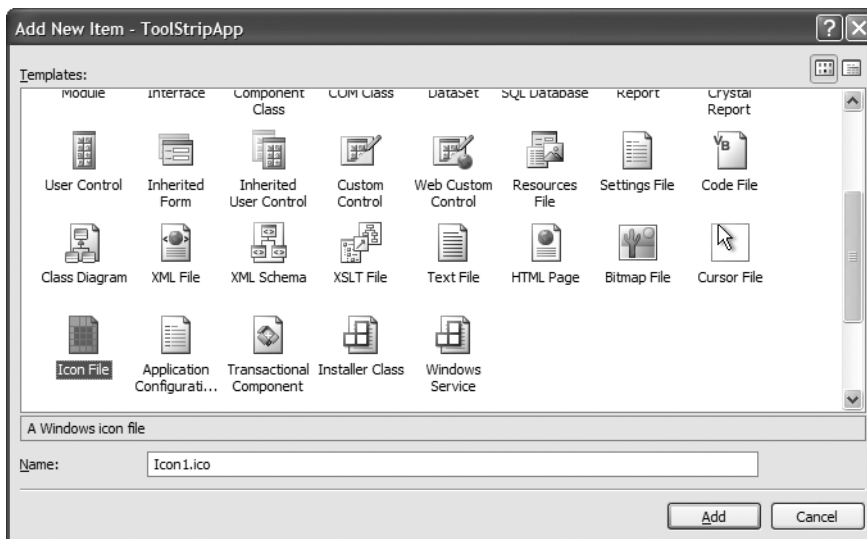 Add New Item - ToolStripApp
Templates:
Module Interface Component COM Class DataSet SQL Database Report Crystal
Class Report
User Control Inherited Inherited Custom Web Custom Resources Settings File Code File
Form User Control Control Control File
Class Diagram XML File XML Schema XSLT File Text File HTML Page Bitmap File Cursor File
Icon File Application Transactional Installer Class Windows
Configurati... Component Service
A Windows icon file
Name: Icon1.ico
Add Cancel